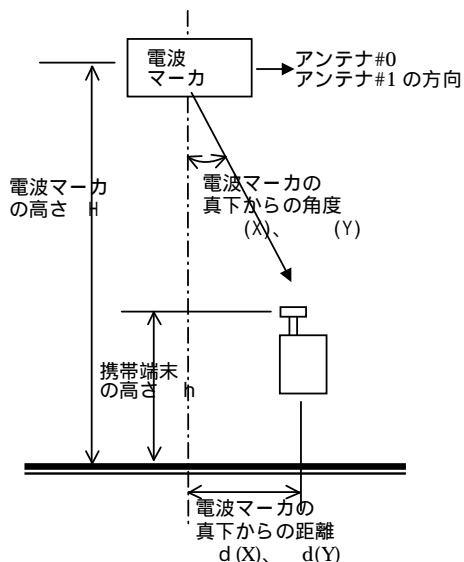 電波
マーカ
アンテナ#0
アンテナ#1 の方向
電波マーカ
の高さ H
電波マーカの
真下からの角度
(X)、 (Y)
携帯端末
の高さ h
電波マーカの
真下からの距離
d(X)、 d(Y)